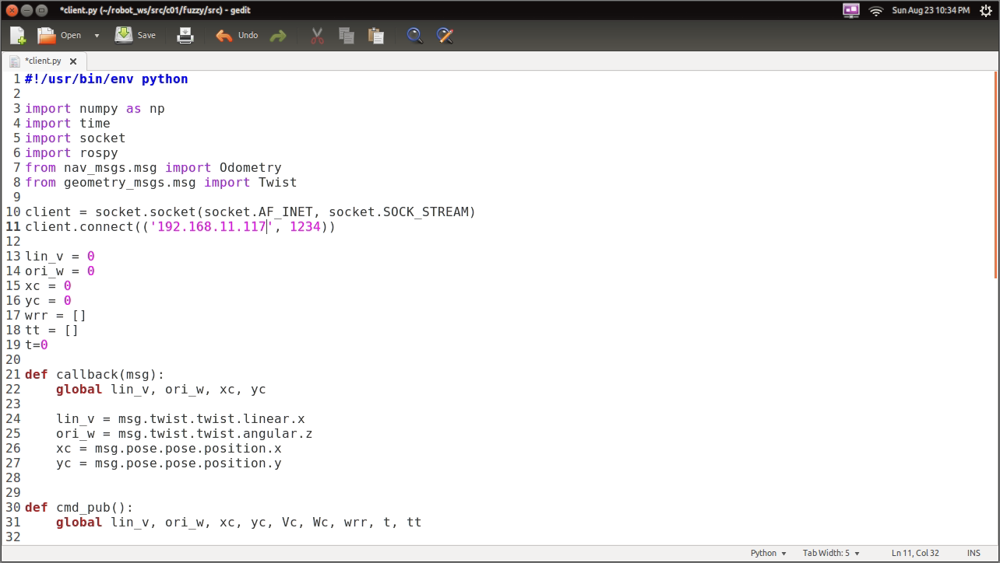 *client.py (~/robot_ws/src/c01/fuzzy/src) - gedit
Sun Aug 23 10:34 PM
Open
Save
Undo
*client.py
1 #!/usr/bin/env python
2
3 import numpy as np
4 import time
5 import socket
6 import rospy
7 from nav_msgs.msg import Odometry
8 from geometry_msgs.msg import Twist
9
10 client = socket.socket(socket.AF_INET, socket.SOCK_STREAM)
11 client.connect(('192.168.11.117', 1234))
12
13 lin_v = 0
14 ori_w = 0
15 xc = 0
16 yc = 0
17 wrr = []
18 tt = []
19 t=0
20
21 def callback(msg):
22     global lin_v, ori_w, xc, yc
23
24     lin_v = msg.twist.twist.linear.x
25     ori_w = msg.twist.twist.angular.z
26     xc = msg.pose.pose.position.x
27     yc = msg.pose.pose.position.y
28
29
30 def cmd_pub():
31     global lin_v, ori_w, xc, yc, Vc, Wc, wrr, t, tt
32
Python
Tab Width: 5
Ln 11, Col 32
INS